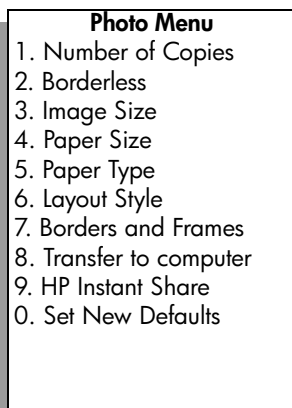 Photo Menu
1. Number of Copies
2. Borderless
3. Image Size
4. Paper Size
5. Paper Type
6. Layout Style
7. Borders and Frames
8. Transfer to computer
9. HP Instant Share
0. Set New Defaults